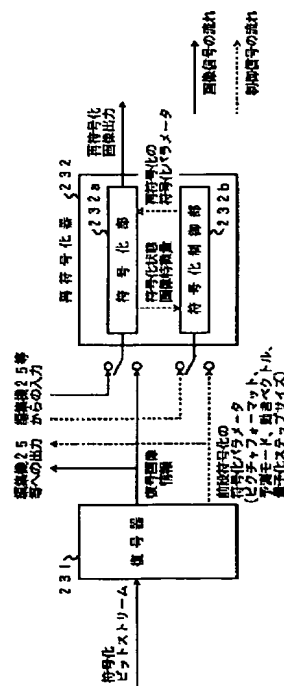 符号化
ビットストリーム
231
復号器
編集機25
等への出力
編集機25等
からの入力
復号画像
情報
前段符号化の
符号化パラメータ
(ピクチャフォーマット、
予測モード、動きベクトル、
量子化ステップサイズ)
再符号化器 232
232a
符号化部
符号化状態
画像特徴量
再符号化の
符号化パラメータ
232b
符号化制御部
再符号化
画像出力
画像信号の流れ
制御信号の流れ